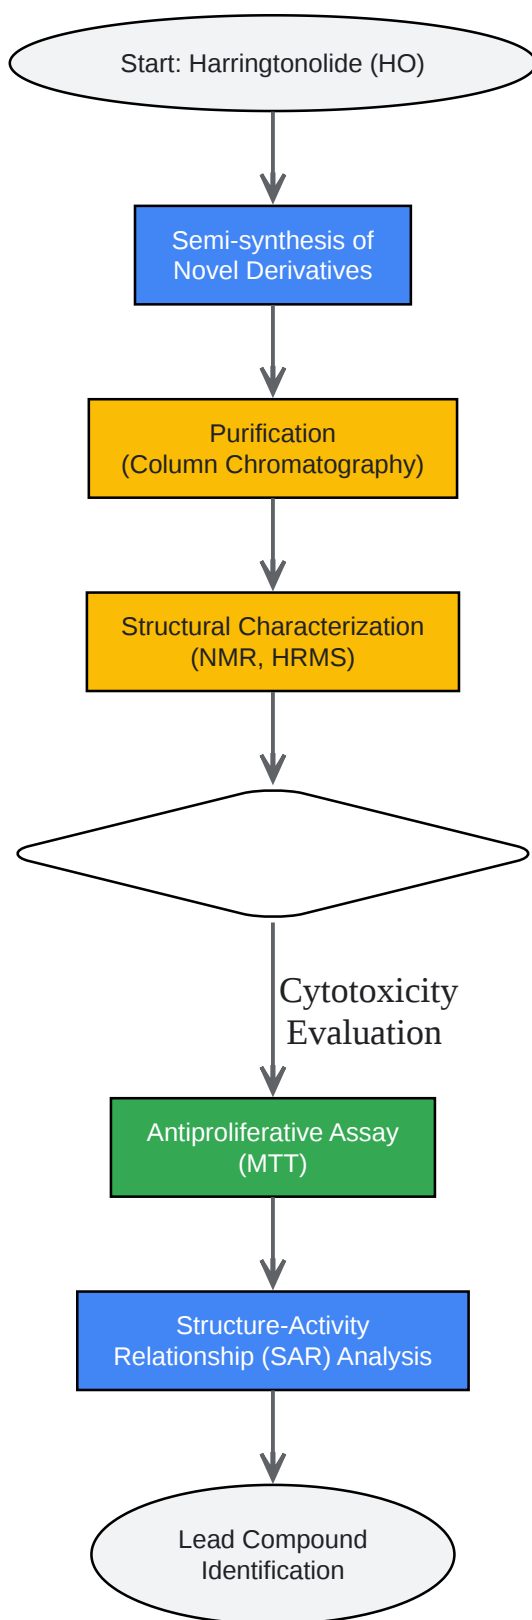 Start: Harringtonolide (HO)
Semi-synthesis of
Novel Derivatives
Purification
(Column Chromatography)
Structural Characterization
(NMR, HRMS)
Cytotoxicity
Evaluation
Antiproliferative Assay
(MTT)
Structure-Activity
Relationship (SAR) Analysis
Lead Compound
Identification